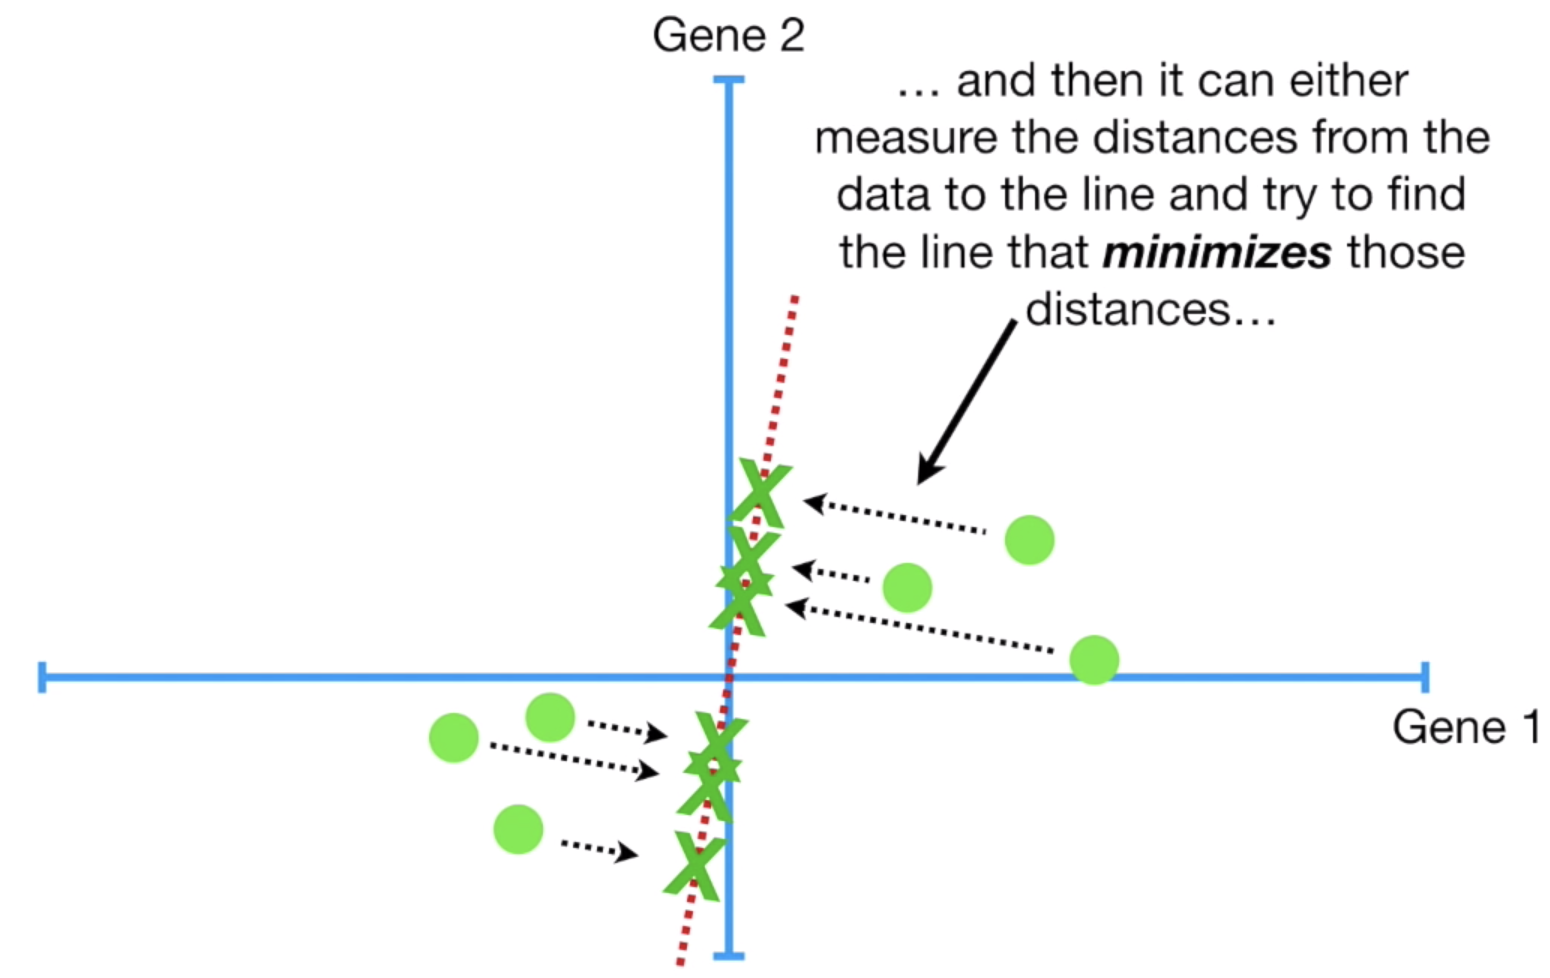 Gene 2
… and then it can either
measure the distances from the
data to the line and try to find
the line that minimizes those
distances…
Gene 1